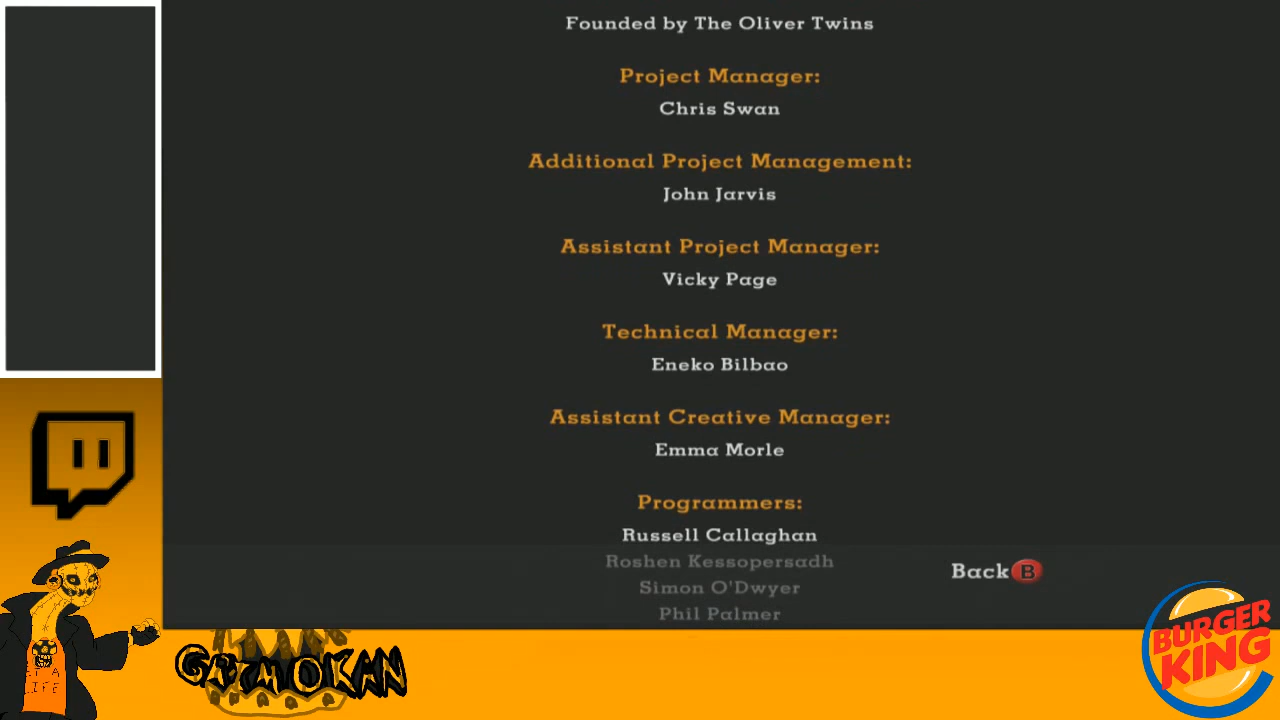 Founded by The Oliver Twins
Project Manager:
Chris Swan
Additional Project Management:
John Jarvis
Assistant Project Manager:
Vicky Page
Technical Manager:
Eneko Bilbao
Assistant Creative Manager:
Emma Morle
Programmers:
Russell Callaghan
Roshen Kessopersadh
Simon O'Dwyer
Phil Palmer
Back B
LIFE
BURGER
KING